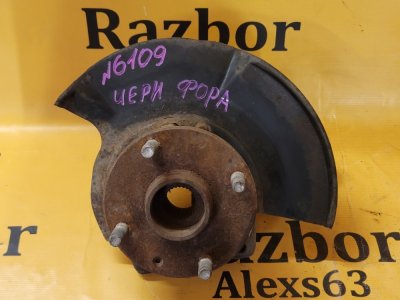 Razbor
№6109
ЧЕРИ ФОРА
Razbor
Alexs63